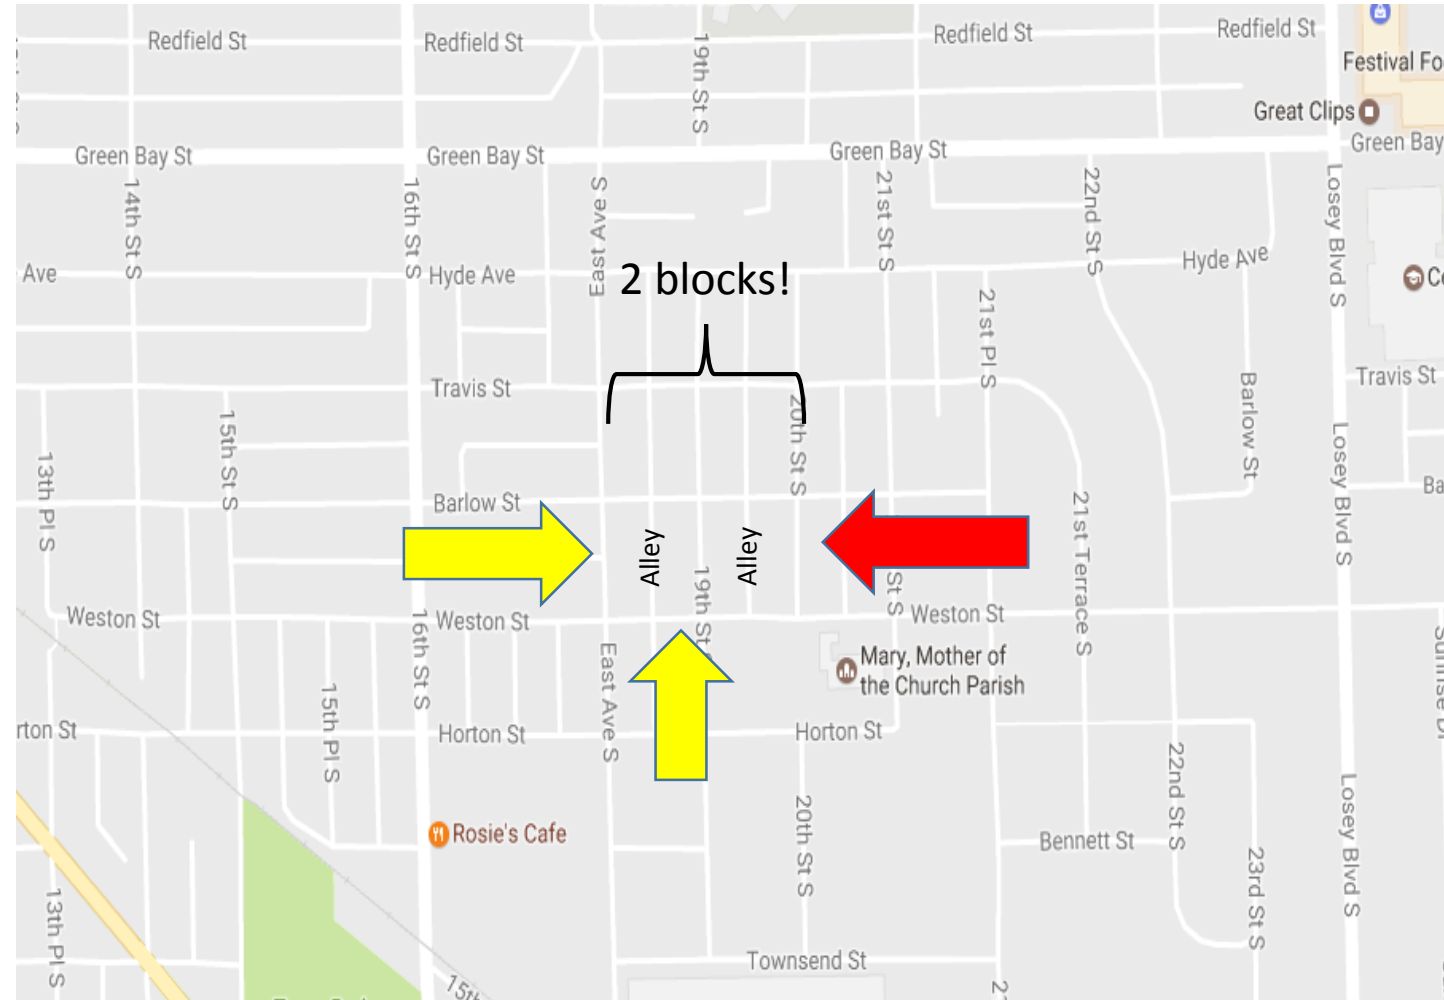 Redfield St
Redfield St
19th St S
Redfield St
Redfield St
Festival Fo
Great Clips
Green Bay St
Green Bay St
Green Bay St
Green Bay
14th St S
16th St S
East Ave S
21st St S
22nd St S
Losey Blvd S
Ave
Hyde Ave
2 blocks!
Hyde Ave
21st Pl S
Travis St
Travis St
15th St S
20th St S
Barlow St
Losey Blvd S
13th Pl S
Barlow St
21st Terrace S
Ba
Alley
Alley
19th St
St S
Weston St
16th St S
Weston St
Weston St
East Ave S
Mary, Mother of
the Church Parish
Sunrise Dr
15th Pl S
rton St
Horton St
Horton St
22nd St S
20th St S
Losey Blvd S
Rosie's Cafe
Bennett St
23rd St S
13th Pl S
Townsend St
15th